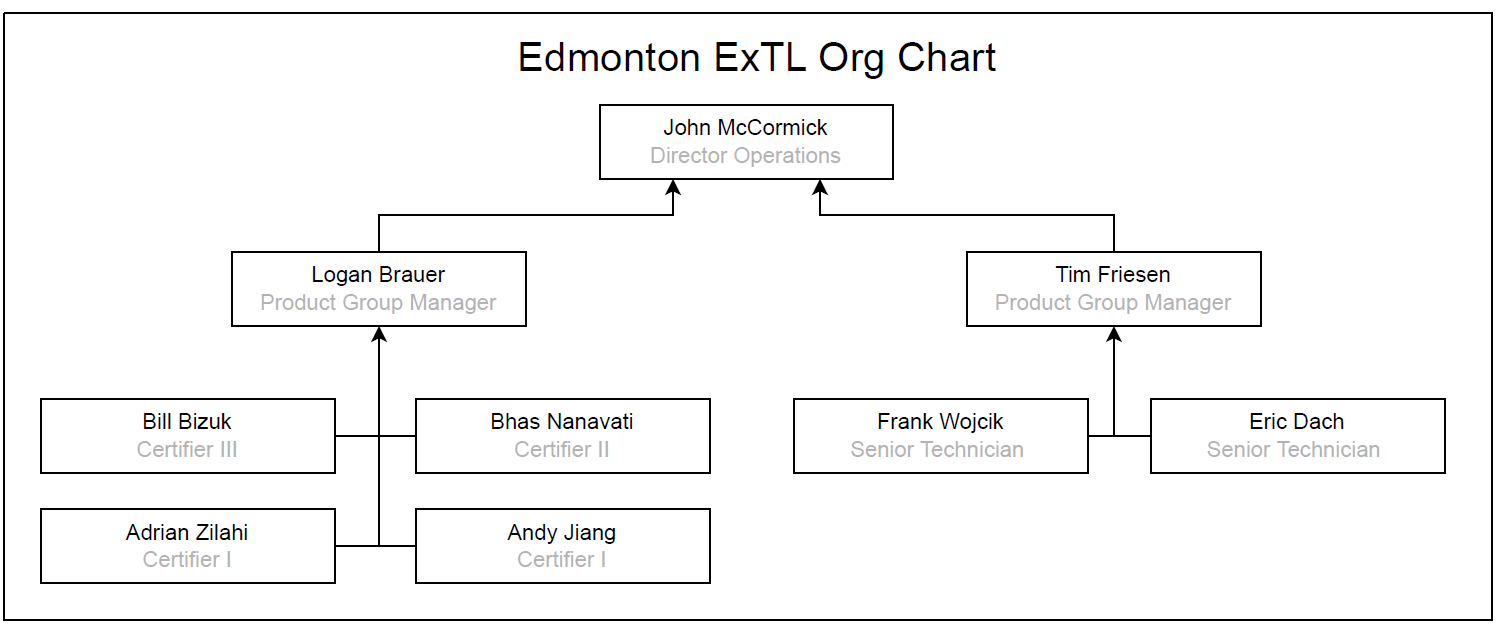 Edmonton ExTL Org Chart
John McCormick
Director Operations
Logan Brauer
Product Group Manager
Tim Friesen
Product Group Manager
Bill Bizuk
Certifier III
Bhas Nanavati
Certifier II
Frank Wojcik
Senior Technician
Eric Dach
Senior Technician
Adrian Zilahi
Certifier I
Andy Jiang
Certifier I